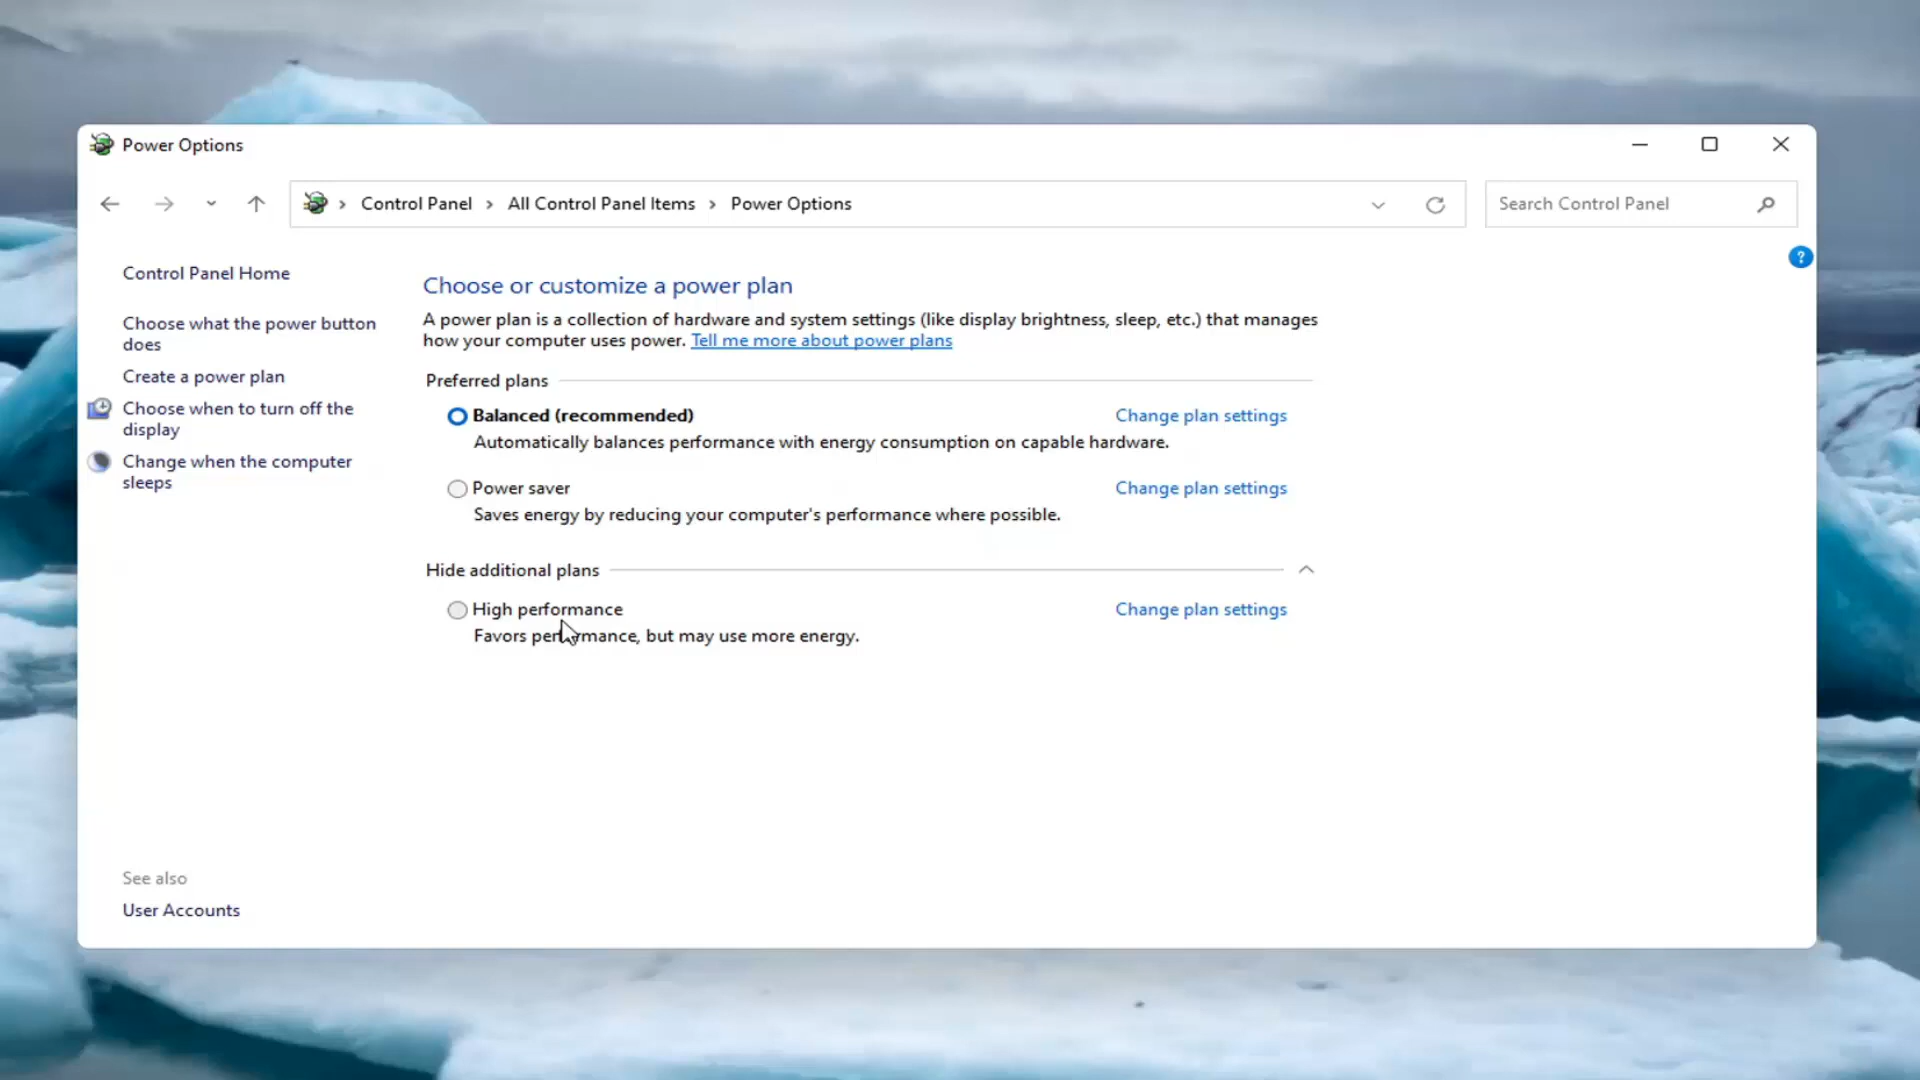 Power Options
Control Panel > All Control Panel Items > Power Options
Search Control Panel
?
Control Panel Home
Choose what the power button
does
Create a power plan
Choose when to turn off the
display
Change when the computer
sleeps
Choose or customize a power plan
A power plan is a collection of hardware and system settings (like display brightness, sleep, etc.) that manages
how your computer uses power. Tell me more about power plans
Preferred plans
Balanced (recommended) Change plan settings
Automatically balances performance with energy consumption on capable hardware.
Power saver Change plan settings
Saves energy by reducing your computer's performance where possible.
Hide additional plans
High performance Change plan settings
Favors performance, but may use more energy.
See also
User Accounts